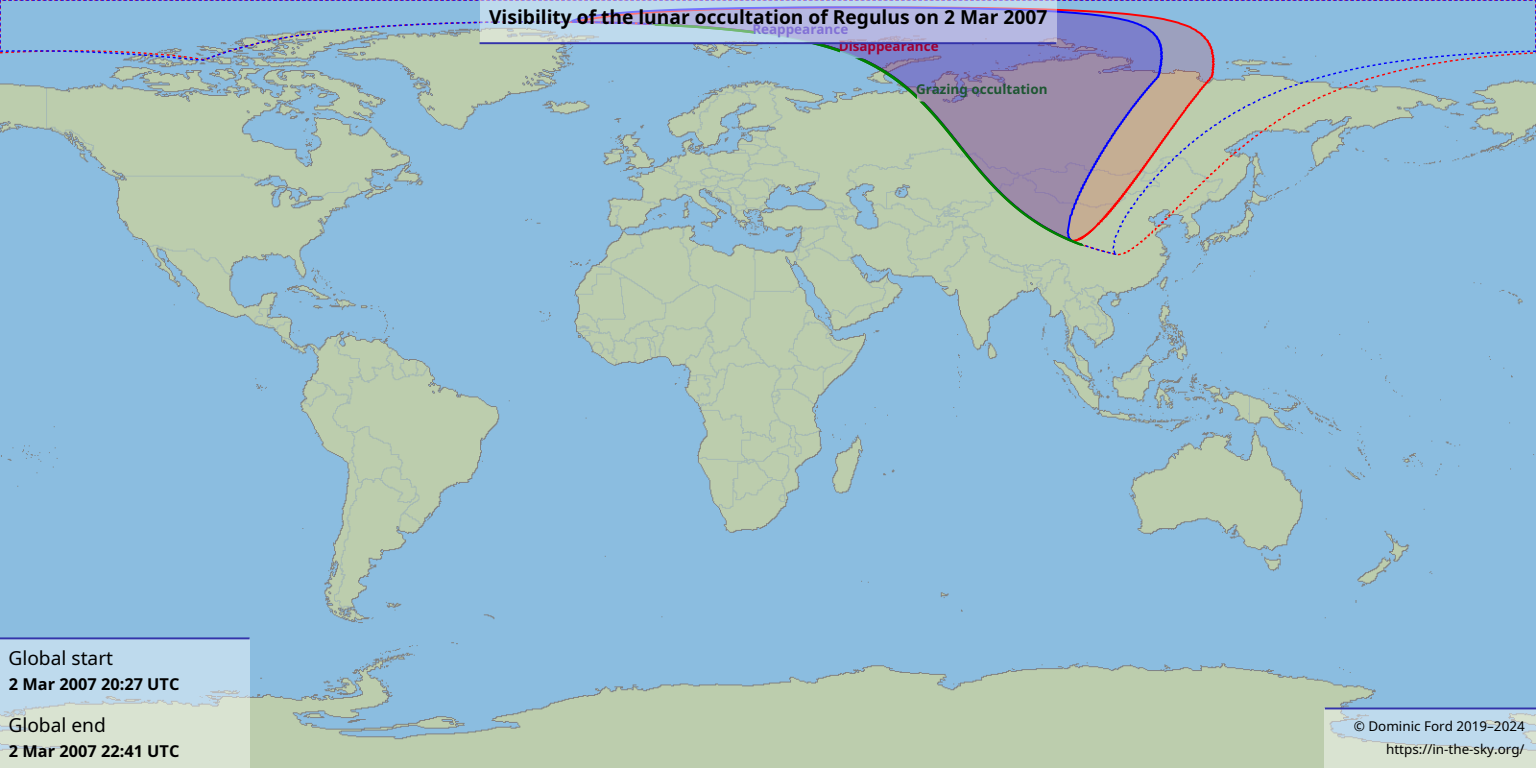 Visibility of the lunar occultation of Regulus on 2 Mar 2007
Reappearance
Disappearance
Grazing occultation
Global start
2 Mar 2007 20:27 UTC
Global end
2 Mar 2007 22:41 UTC
© Dominic Ford 2019–2024
https://in-the-sky.org/